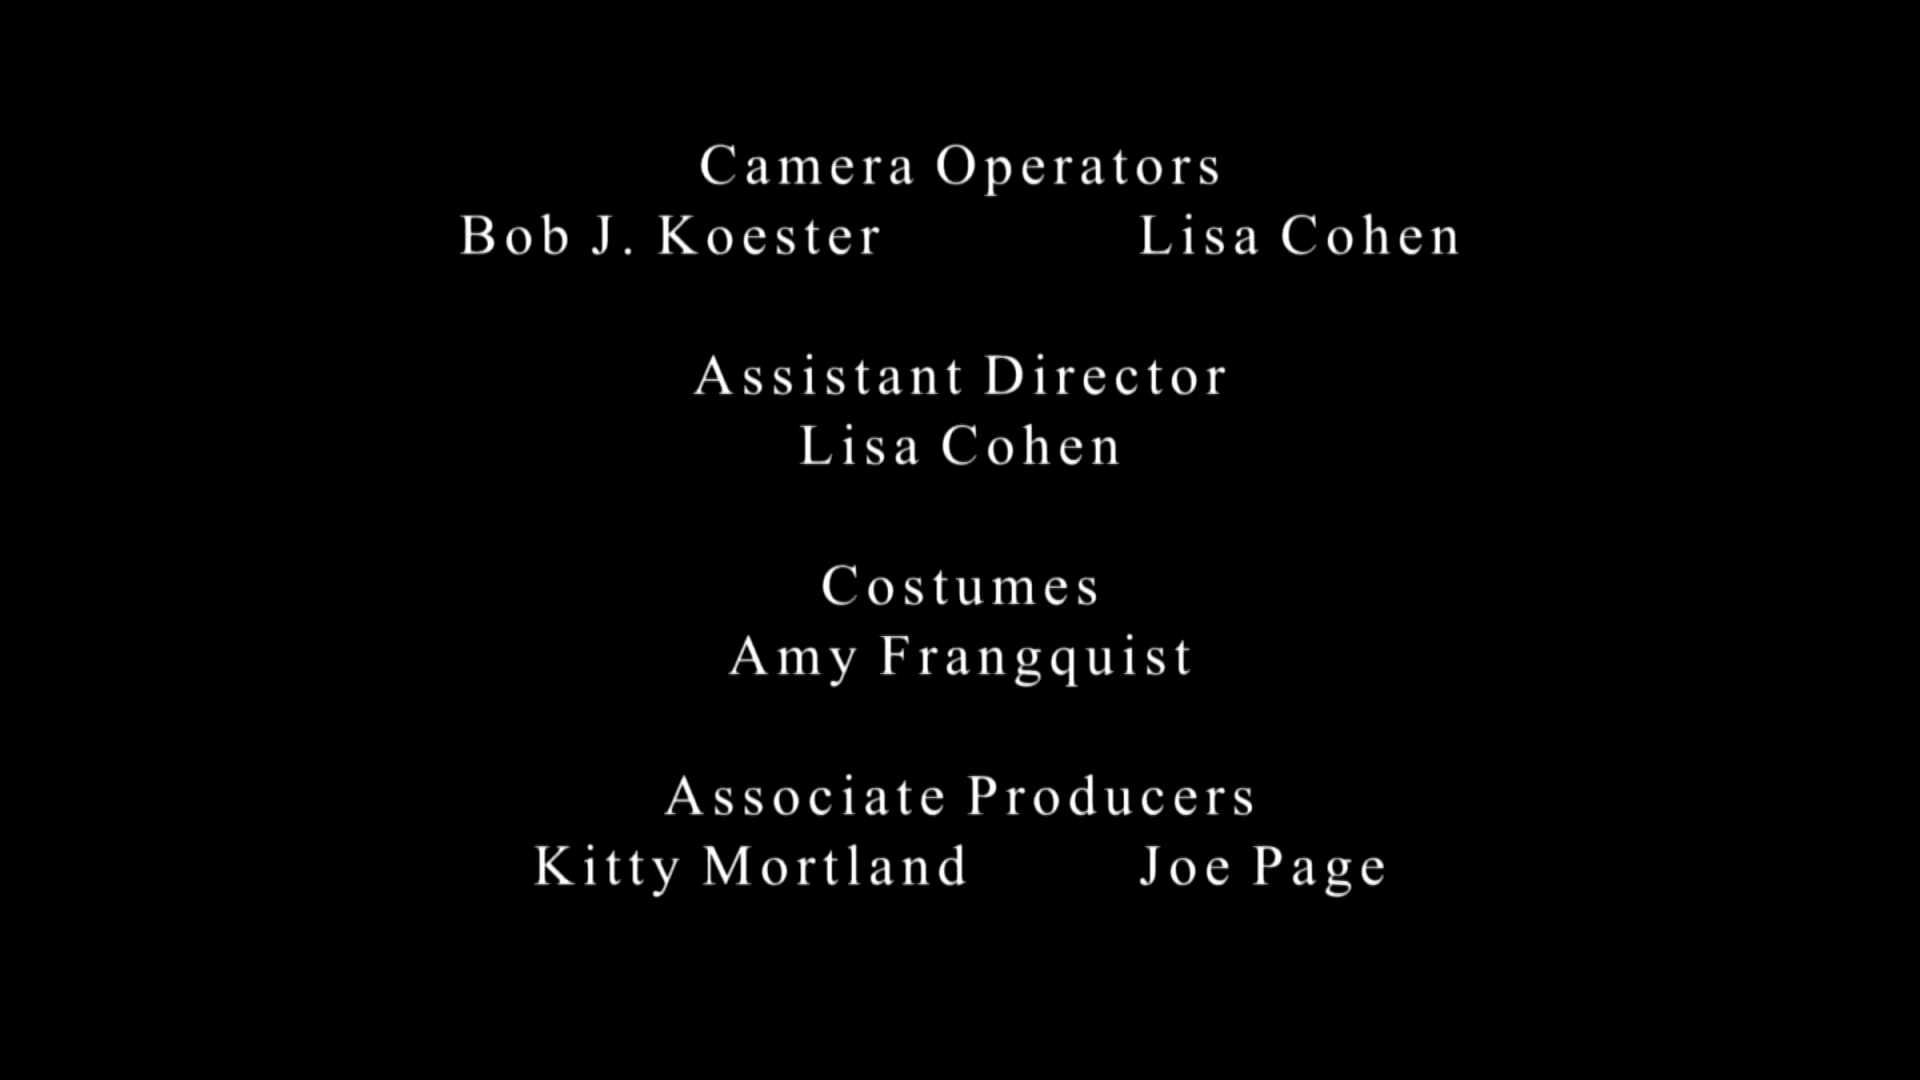 Camera Operators
Bob J. Koester Lisa Cohen
Assistant Director
Lisa Cohen
Costumes
Amy Frangquist
Associate Producers
Kitty Mortland Joe Page